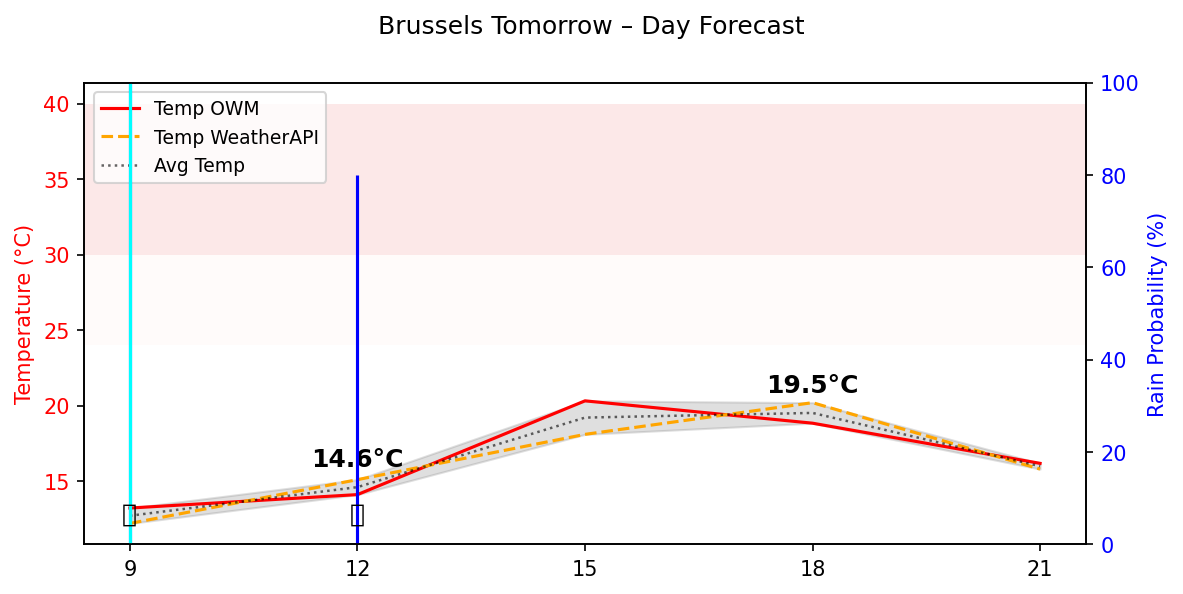 Brussels Tomorrow – Day Forecast
Temp OWM
Temp WeatherAPI
Avg Temp
Temperature (°C)
40
35
30
25
20
15
14.6°C
19.5°C
9
12
15
18
21
100
80
60
40
20
0
Rain Probability (%)